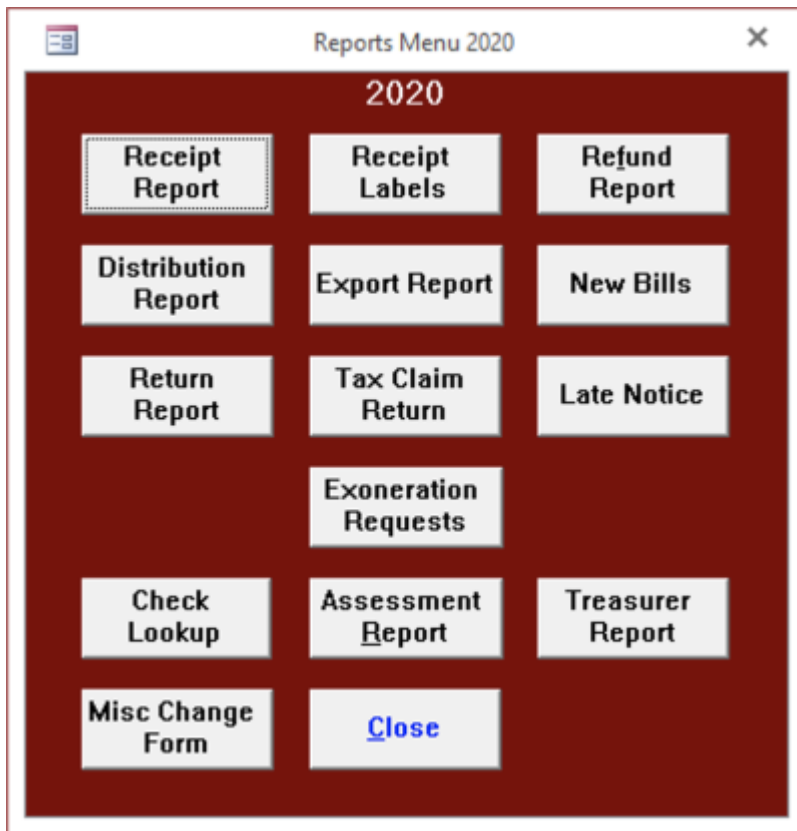 Reports Menu 2020
2020
Receipt
Report
Receipt
Labels
Refund
Report
Distribution
Report
Export Report
New Bills
Return
Report
Tax Claim
Return
Late Notice
Exoneration
Requests
Check
Lookup
Assessment
Report
Treasurer
Report
Misc Change
Form
Close